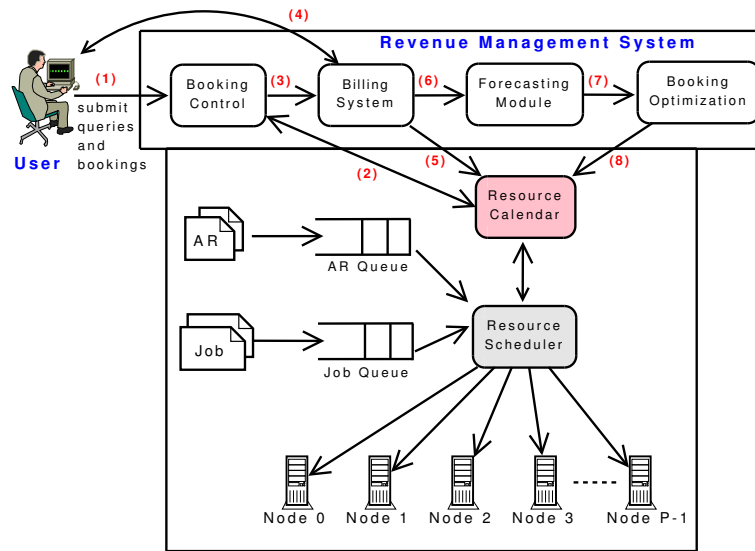 (4)
Revenue Management System
(1)
submit
queries
and
bookings
User
Booking
Control
(3)
Billing
System
(6)
Forecasting
Module
(7)
Booking
Optimization
(2)
(5)
(8)
Resource
Calendar
AR
AR Queue
Job
Job Queue
Resource
Scheduler
Node 0
Node 1
Node 2
Node 3
Node P-1